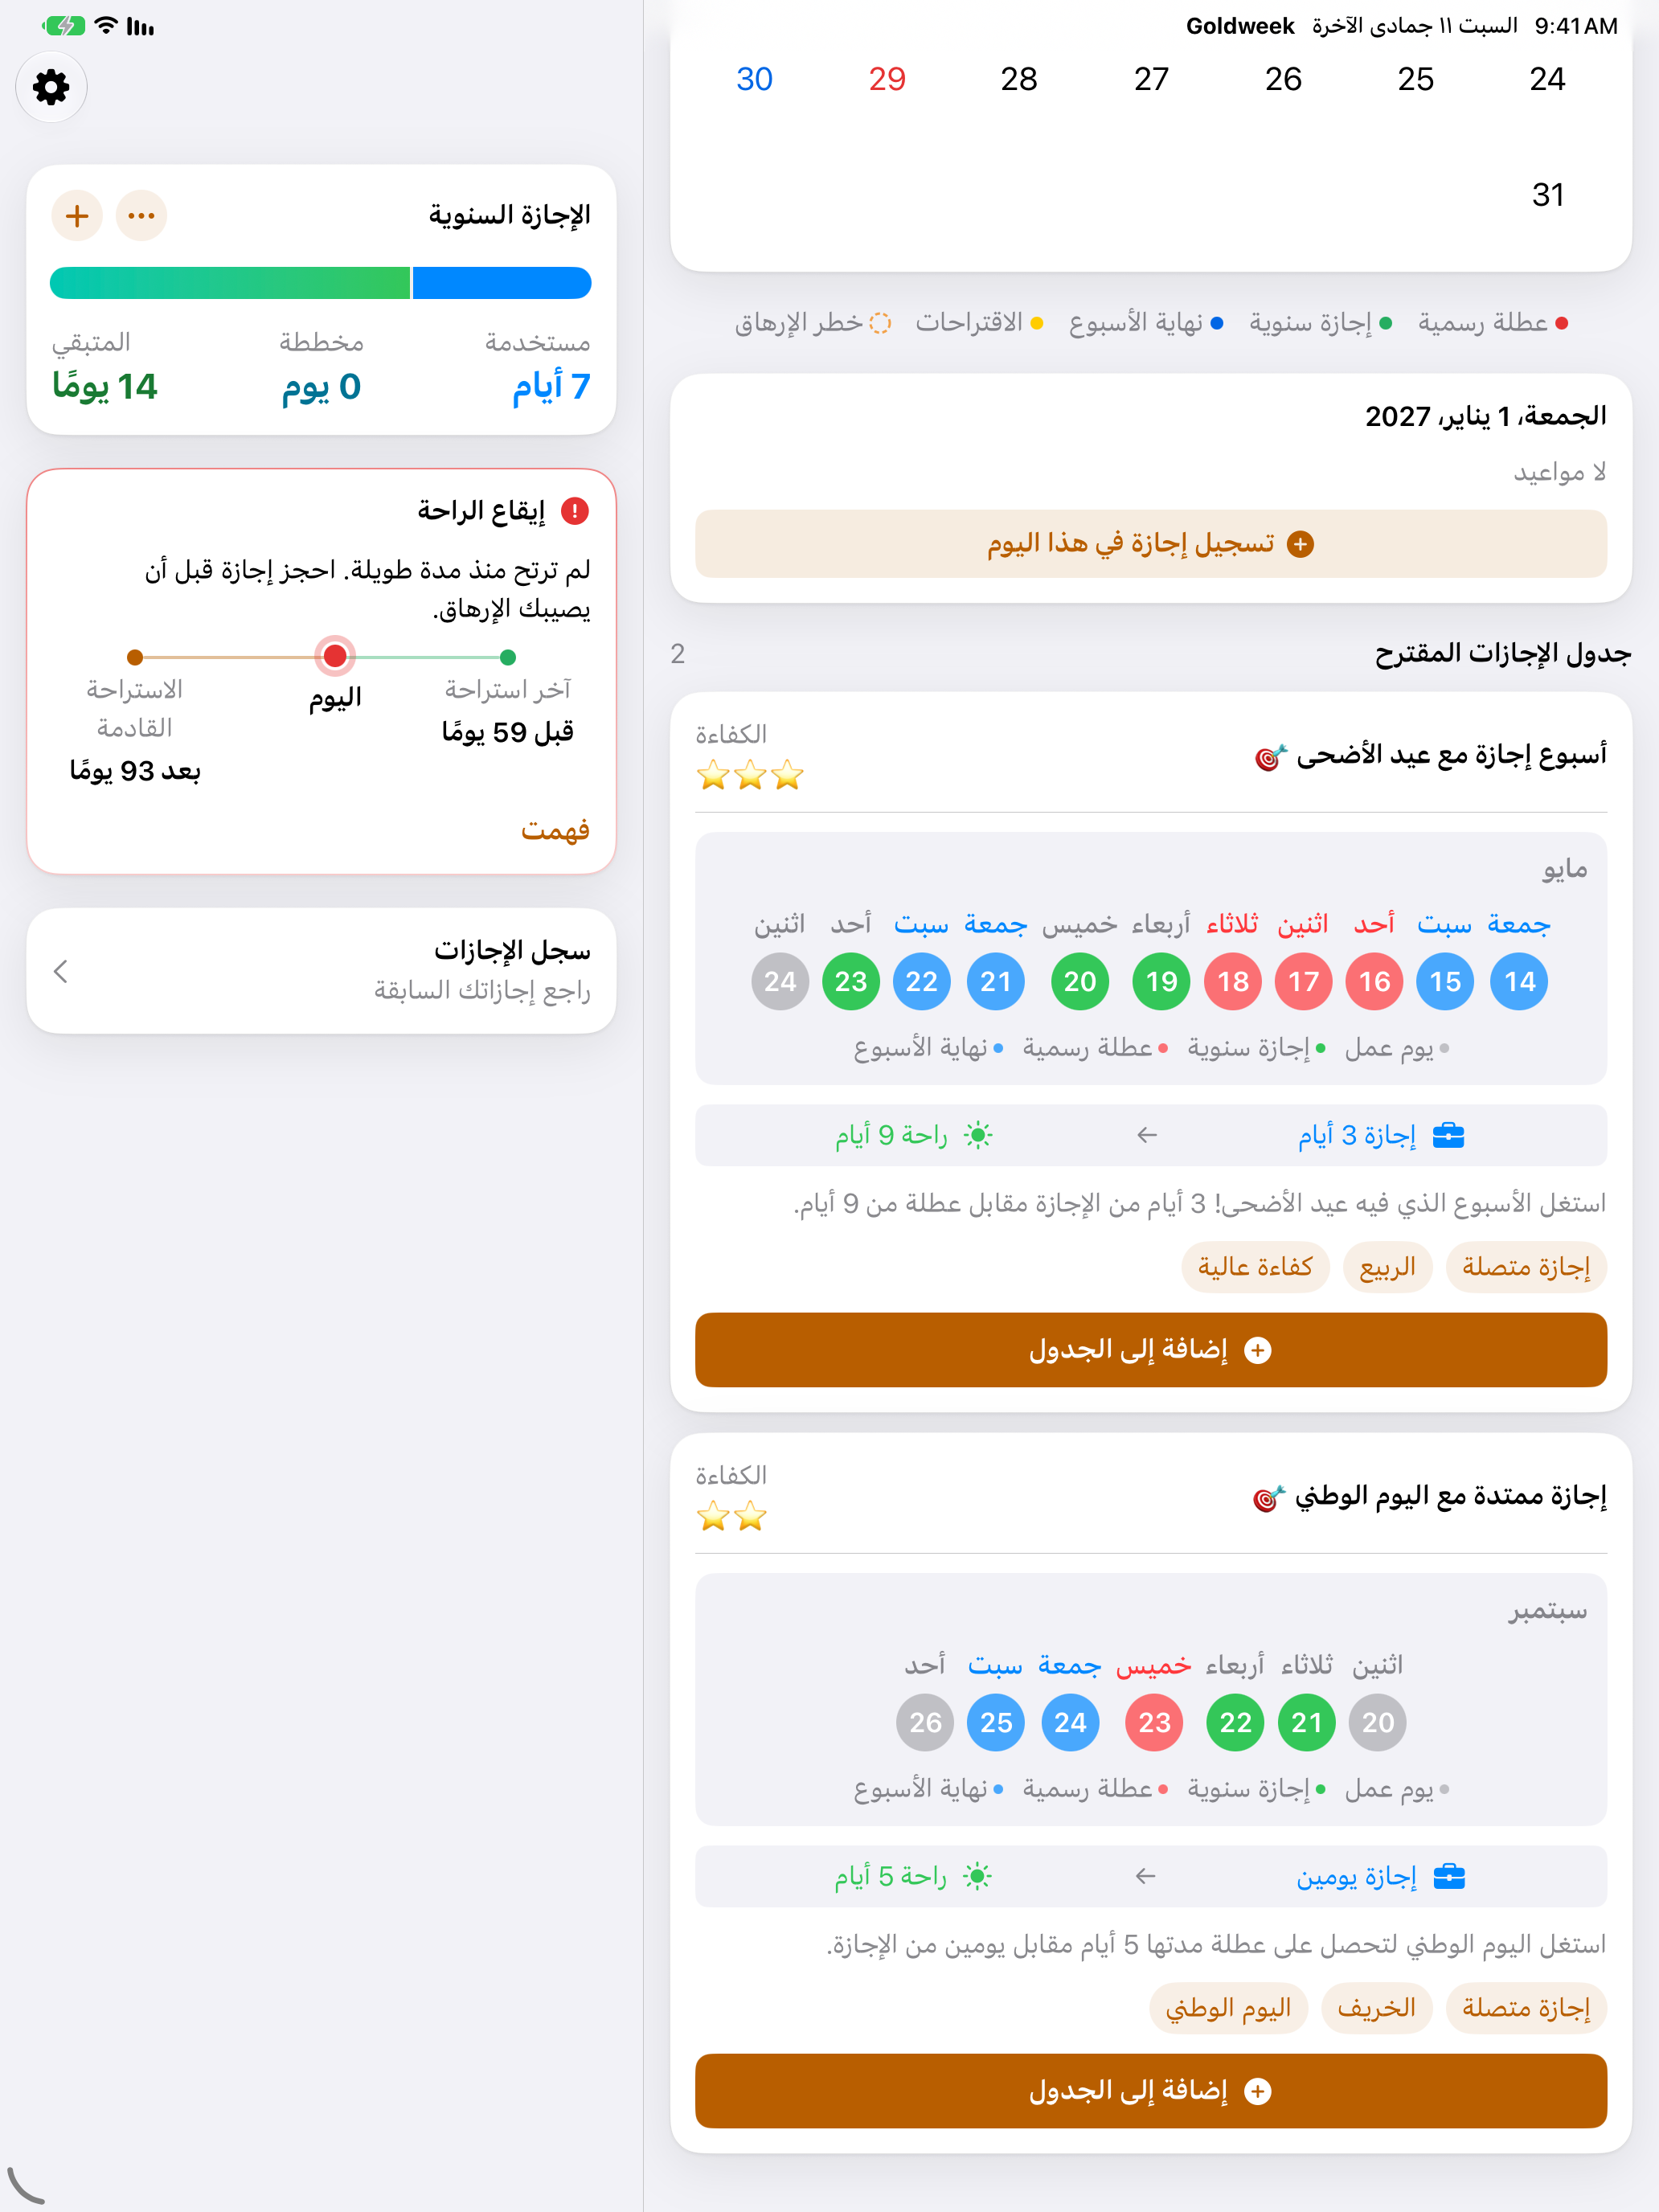 9:41 AM السبت ١١ جمادى الآخرة Goldweek
24 25 26 27 28 29 30
31
عطلة رسمية إجازة سنوية نهاية الأسبوع الاقتراحات خطر الإرهاق
الجمعة، 1 يناير، 2027
لا مواعيد
تسجيل إجازة في هذا اليوم
جدول الإجازات المقترح 2
أسبوع إجازة مع عيد الأضحى 🎯
الكفاءة
⭐⭐⭐
مايو
جمعة سبت أحد اثنين ثلاثاء أربعاء خميس جمعة سبت أحد اثنين
14 15 16 17 18 19 20 21 22 23 24
يوم عمل إجازة سنوية عطلة رسمية نهاية الأسبوع
إجازة 3 أيام ← راحة 9 أيام
استغل الأسبوع الذي فيه عيد الأضحى! 3 أيام من الإجازة مقابل عطلة من 9 أيام.
إجازة متصلة الربيع كفاءة عالية
إضافة إلى الجدول
إجازة ممتدة مع اليوم الوطني 🎯
الكفاءة
⭐⭐
سبتمبر
اثنين ثلاثاء أربعاء خميس جمعة سبت أحد
20 21 22 23 24 25 26
يوم عمل إجازة سنوية عطلة رسمية نهاية الأسبوع
إجازة يومين ← راحة 5 أيام
استغل اليوم الوطني لتحصل على عطلة مدتها 5 أيام مقابل يومين من الإجازة.
إجازة متصلة الخريف اليوم الوطني
إضافة إلى الجدول
الإجازة السنوية
مستخدمة مخططة المتبقي
7 أيام 0 يوم 14 يومًا
إيقاع الراحة
لم ترتح منذ مدة طويلة. احجز إجازة قبل أن
يصيبك الإرهاق.
آخر استراحة
قبل 59 يومًا
اليوم
الاستراحة
القادمة
بعد 93 يومًا
فهمت
سجل الإجازات
راجع إجازاتك السابقة